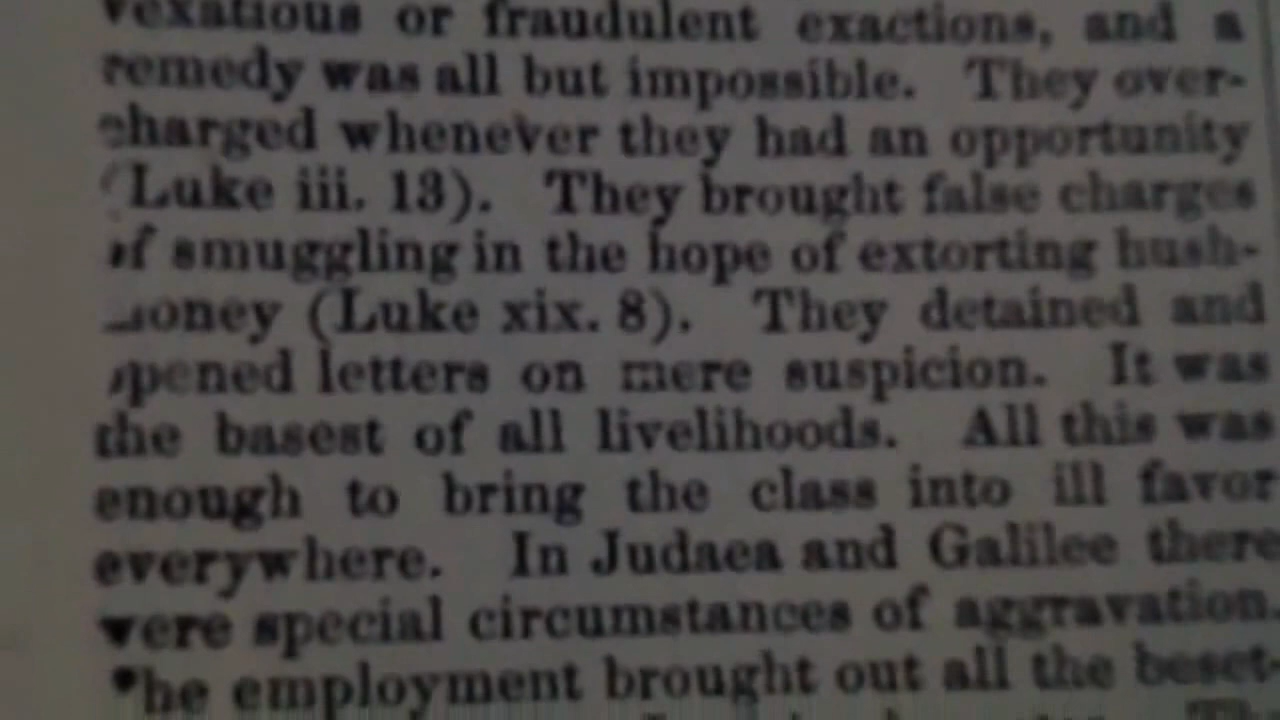 vexatious or fraudulent exactions, and a
remedy was all but impossible. They over-
charged whenever they had an opportunity
(Luke iii. 13). They brought false charges
of smuggling in the hope of extorting hush-
money (Luke xix. 8). They detained and
opened letters on mere suspicion. It was
the basest of all livelihoods. All this was
enough to bring the class into ill favor
everywhere. In Judaea and Galilee there
were special circumstances of aggravation.
The employment brought out all the beset-